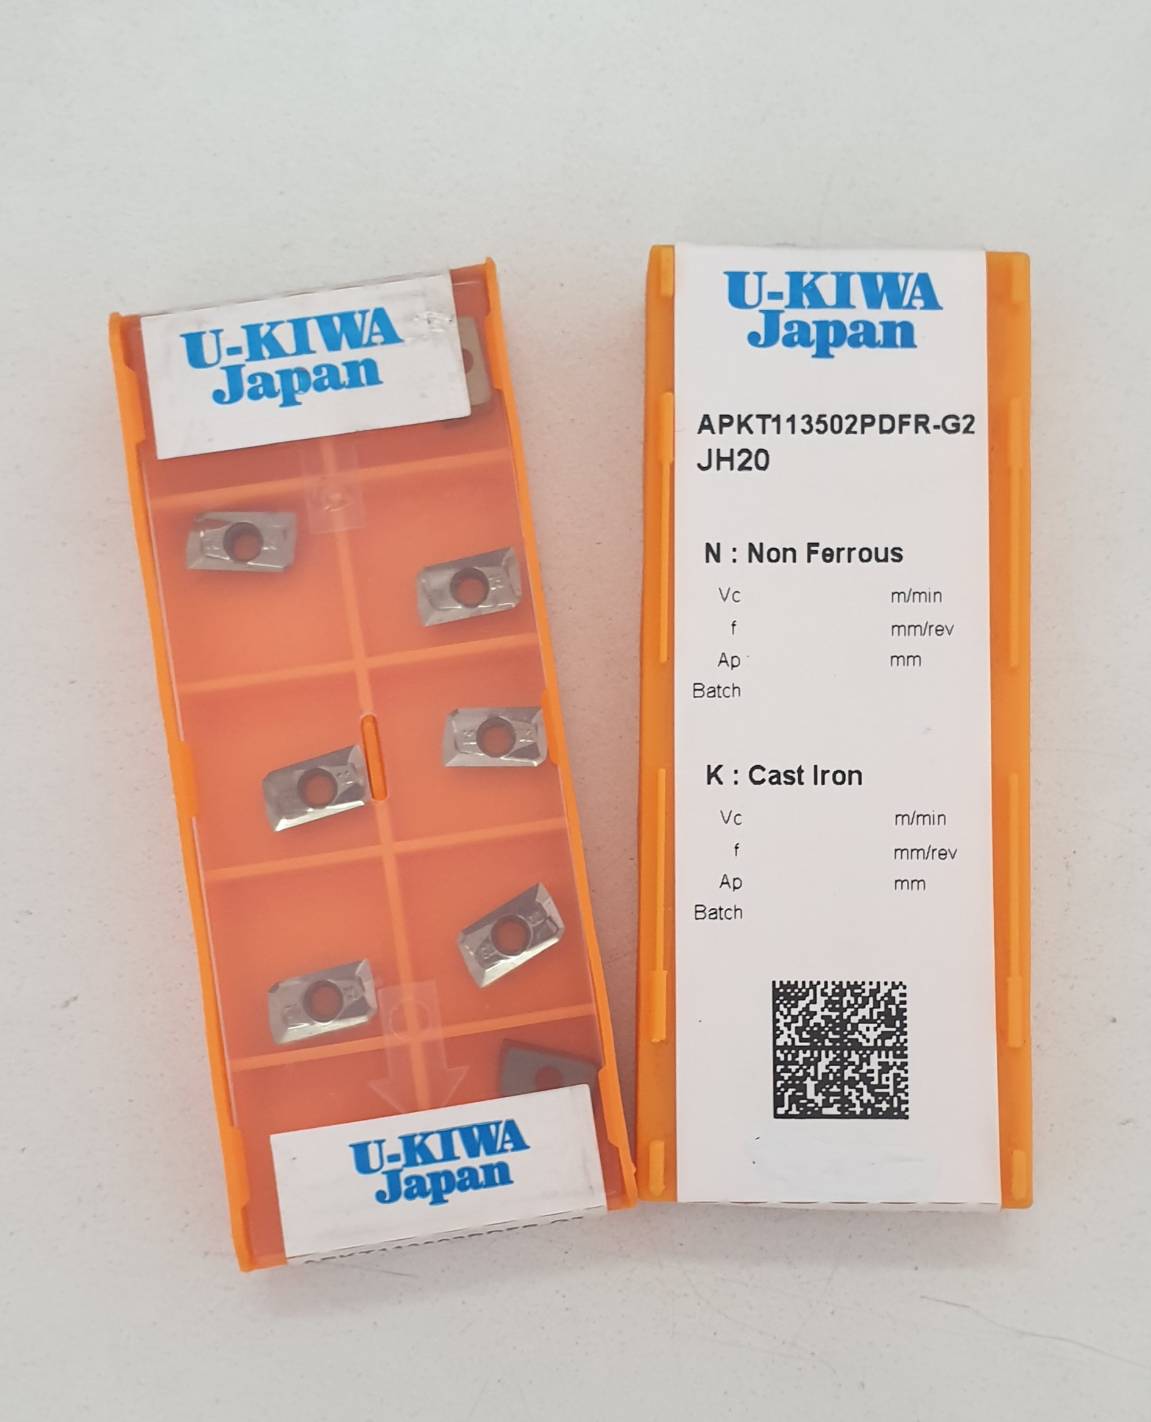 U-KIWA
Japan
U-KIWA
Japan
U-KIWA
Japan
APKT113502PDFR-G2
JH20
N : Non Ferrous
Vc m/min
f mm/rev
Ap mm
Batch
K : Cast Iron
Vc m/min
f mm/rev
Ap mm
Batch